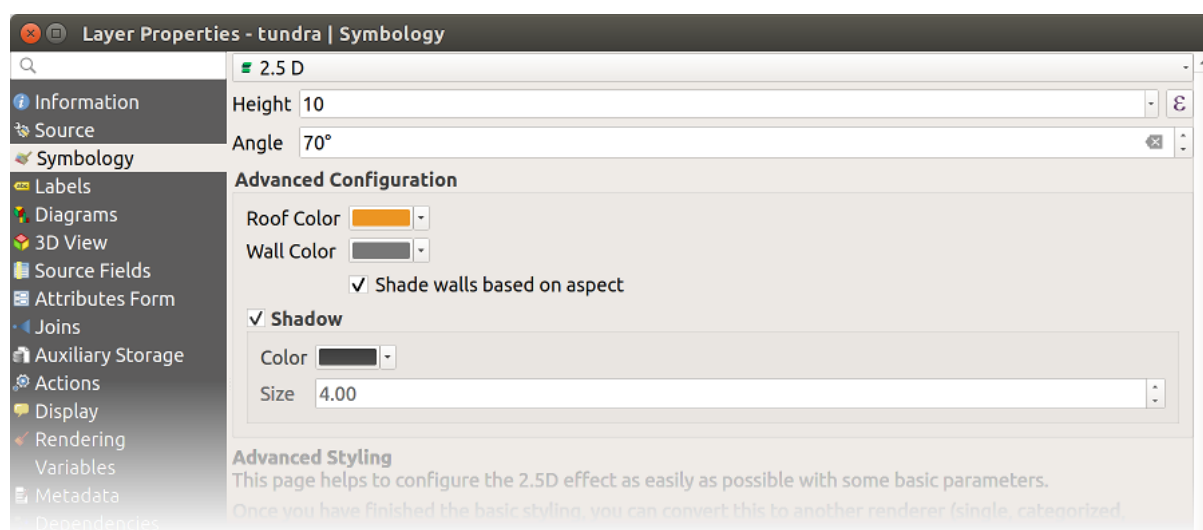 Layer Properties - tundra | Symbology
2.5 D
Information
Height 10 ε
Source
Angle 70°
Symbology
Advanced Configuration
Labels
Diagrams
Roof Color
3D View
Wall Color
Source Fields
Shade walls based on aspect
Attributes Form
Shadow
Joins
Auxiliary Storage
Color
Actions
Size 4.00
Display
Rendering
Advanced Styling
Variables
This page helps to configure the 2.5D effect as easily as possible with some basic parameters.
Metadata
Once you have finished the basic styling, you can convert this to another renderer (single, categorized,
Dependencies